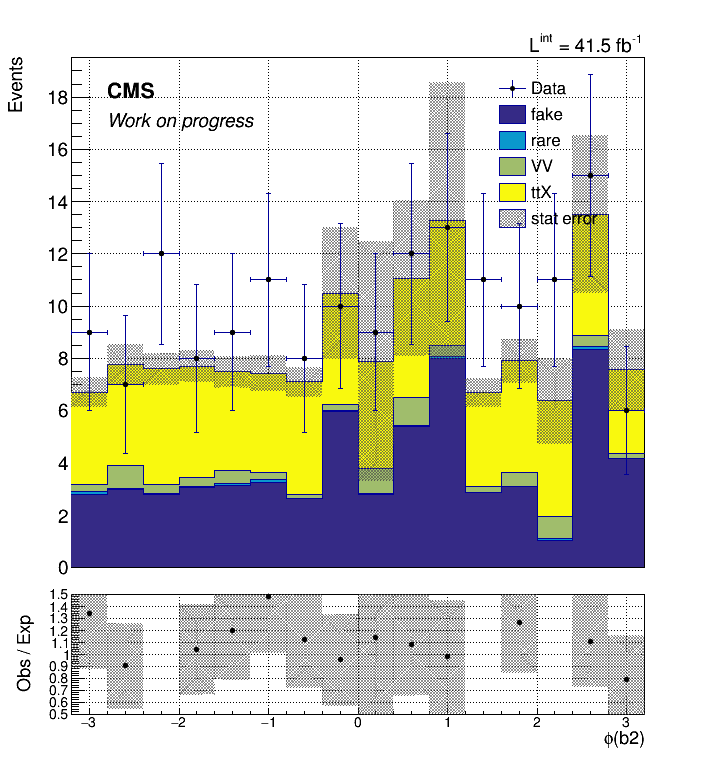 L^int = 41.5 fb^-1
Events
CMS
Work on progress
Data
fake
rare
VV
ttX
stat error
18
16
14
12
10
8
6
4
2
0
Obs / Exp
1.5
1.4
1.3
1.2
1.1
1
0.9
0.8
0.7
0.6
0.5
−3 −2 −1 0 1 2 3
ϕ(b2)